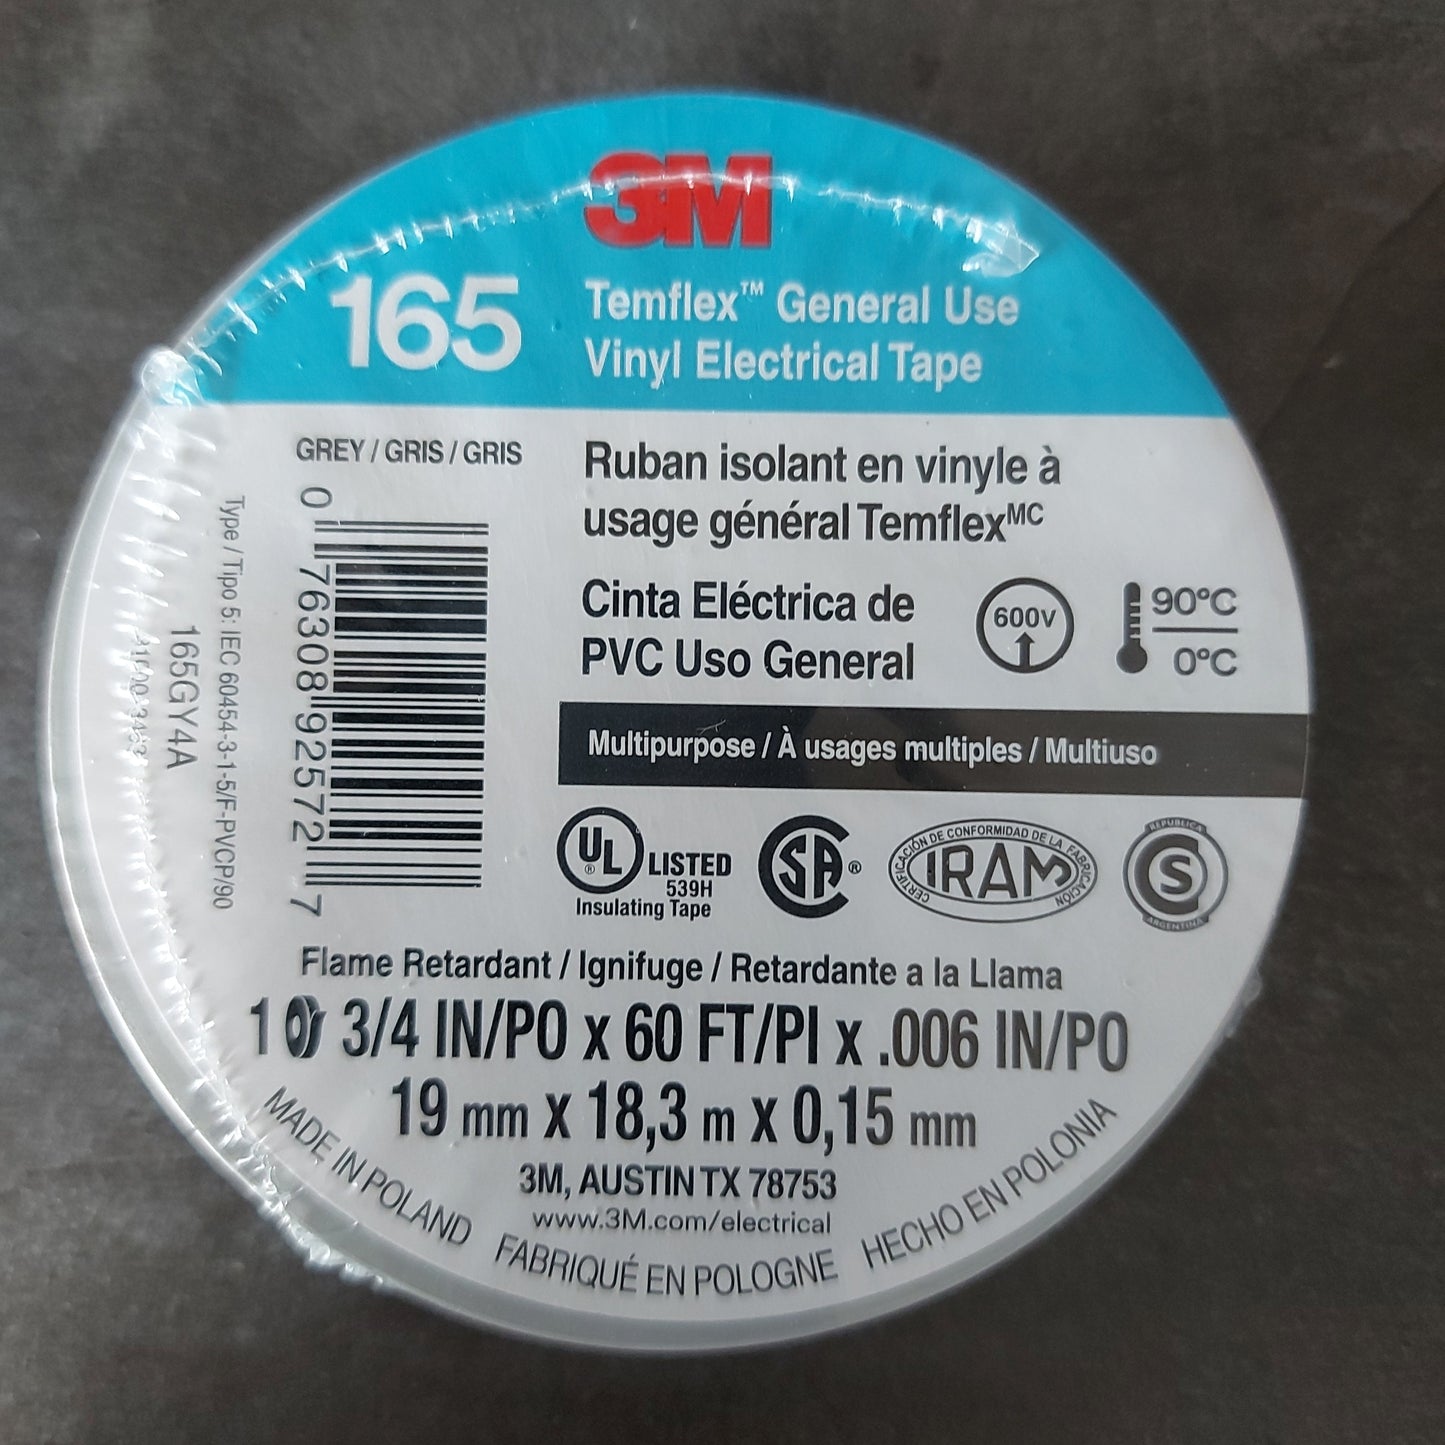 3M
165
Temflex™ General Use
Vinyl Electrical Tape
GREY / GRIS / GRIS
Ruban isolant en vinyle à
usage général Temflexᴹᶜ
Cinta Eléctrica de
PVC Uso General
600V
90°C
0°C
Multipurpose / À usages multiples / Multiuso
0 76308 92572 7
Type / Tipo 5: IEC 60454-3-1-5/F-PVCP/90
165GY4A
UL ® LISTED
539H
Insulating Tape
SA ®
CERTIFICACIÓN DE CONFORMIDAD DE LA FABRICACIÓN
IRAM
REPUBLICA
S
ARGENTINA
Flame Retardant / Ignifuge / Retardante a la Llama
1 3/4 IN/PO x 60 FT/PI x .006 IN/PO
19 mm x 18,3 m x 0,15 mm
3M, AUSTIN TX 78753
www.3M.com/electrical
MADE IN POLAND
FABRIQUÉ EN POLOGNE
HECHO EN POLONIA